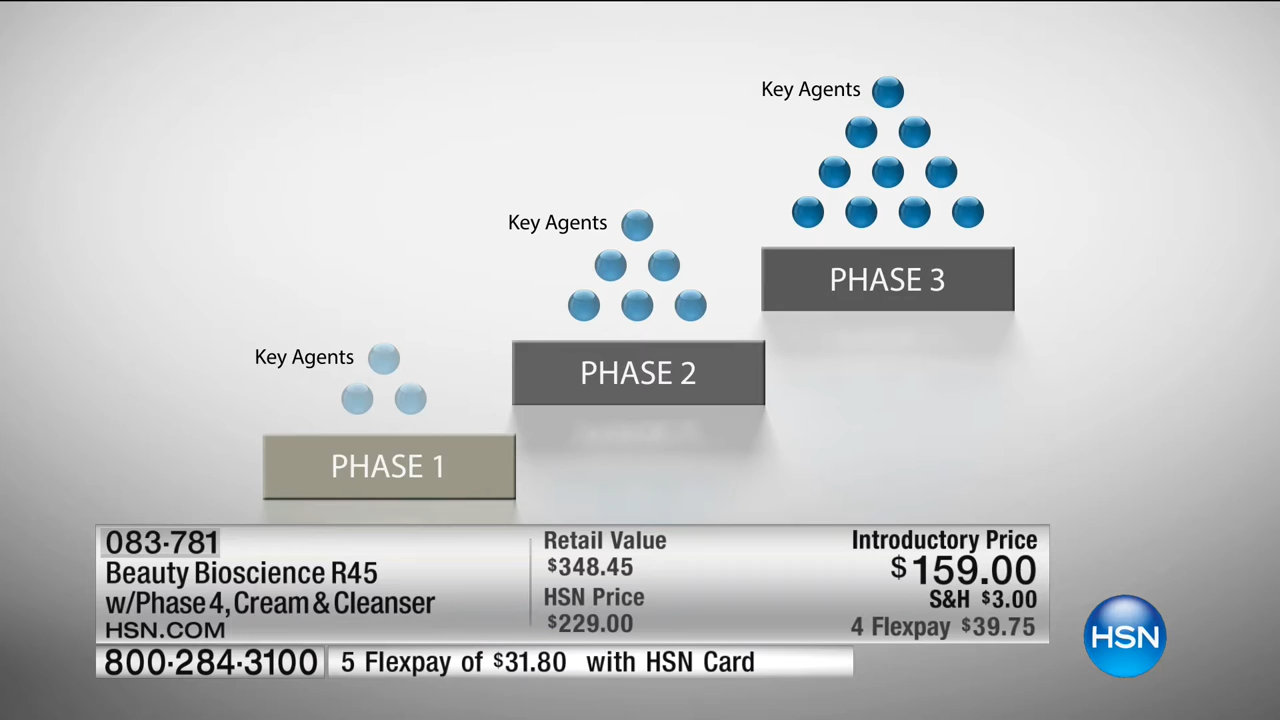 Key Agents
PHASE 3
Key Agents
PHASE 2
Key Agents
PHASE 1
083-781
Beauty Bioscience R45
w/Phase 4, Cream & Cleanser
HSN.COM
Retail Value
$348.45
HSN Price
$229.00
Introductory Price
$159.00
S&H $3.00
4 Flexpay $39.75
800-284-3100
5 Flexpay of $31.80 with HSN Card
HSN